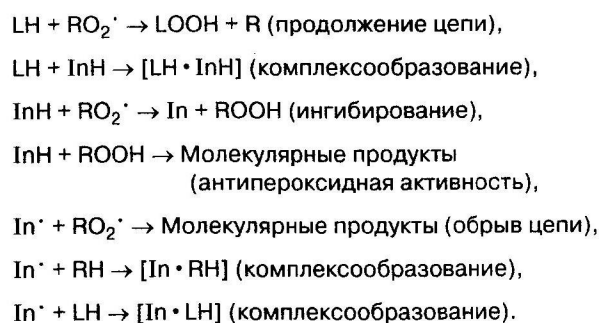 LH + RO₂˙ → LOOH + R (продолжение цепи),
LH + InH → [LH • InH] (комплексообразование),
InH + RO₂˙ → In + ROOH (ингибирование),
InH + ROOH → Молекулярные продукты
(антипероксидная активность),
In˙ + RO₂˙ → Молекулярные продукты (обрыв цепи),
In˙ + RH → [In • RH] (комплексообразование),
In˙ + LH → [In • LH] (комплексообразование).